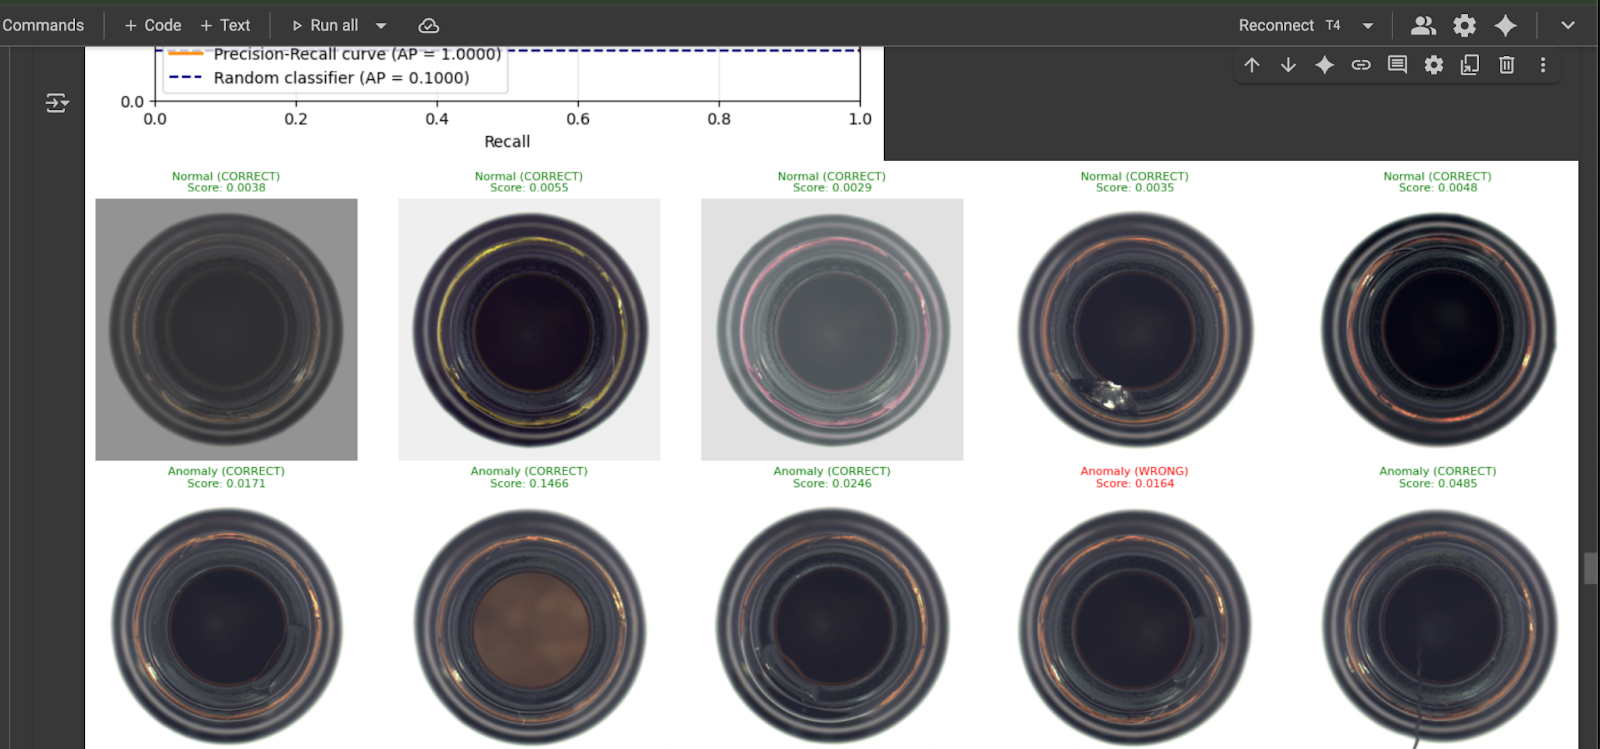 Commands + Code + Text Run all Reconnect T4
Precision-Recall curve (AP = 1.0000)
Random classifier (AP = 0.1000)
0.0
0.0 0.2 0.4 0.6 0.8 1.0
Recall
Normal (CORRECT) Normal (CORRECT) Normal (CORRECT) Normal (CORRECT) Normal (CORRECT)
Score: 0.0038 Score: 0.0055 Score: 0.0029 Score: 0.0035 Score: 0.0048
Anomaly (CORRECT) Anomaly (CORRECT) Anomaly (CORRECT) Anomaly (WRONG) Anomaly (CORRECT)
Score: 0.0171 Score: 0.1466 Score: 0.0246 Score: 0.0164 Score: 0.0485